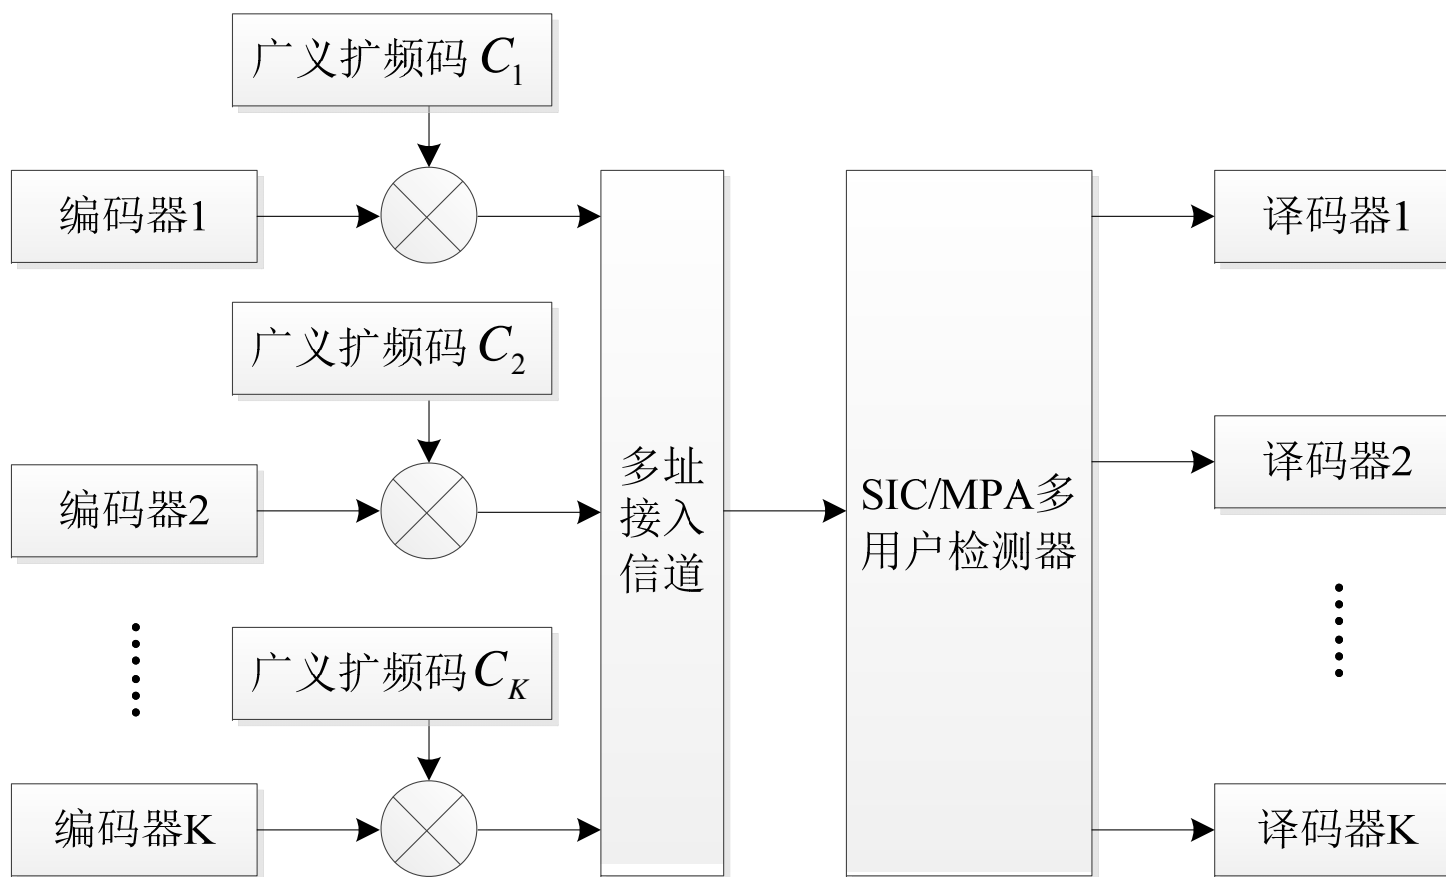 广义扩频码 C₁
编码器1
译码器1
广义扩频码 C₂
编码器2
多址
接入
信道
SIC/MPA多
用户检测器
译码器2
广义扩频码 C_K
编码器K
译码器K